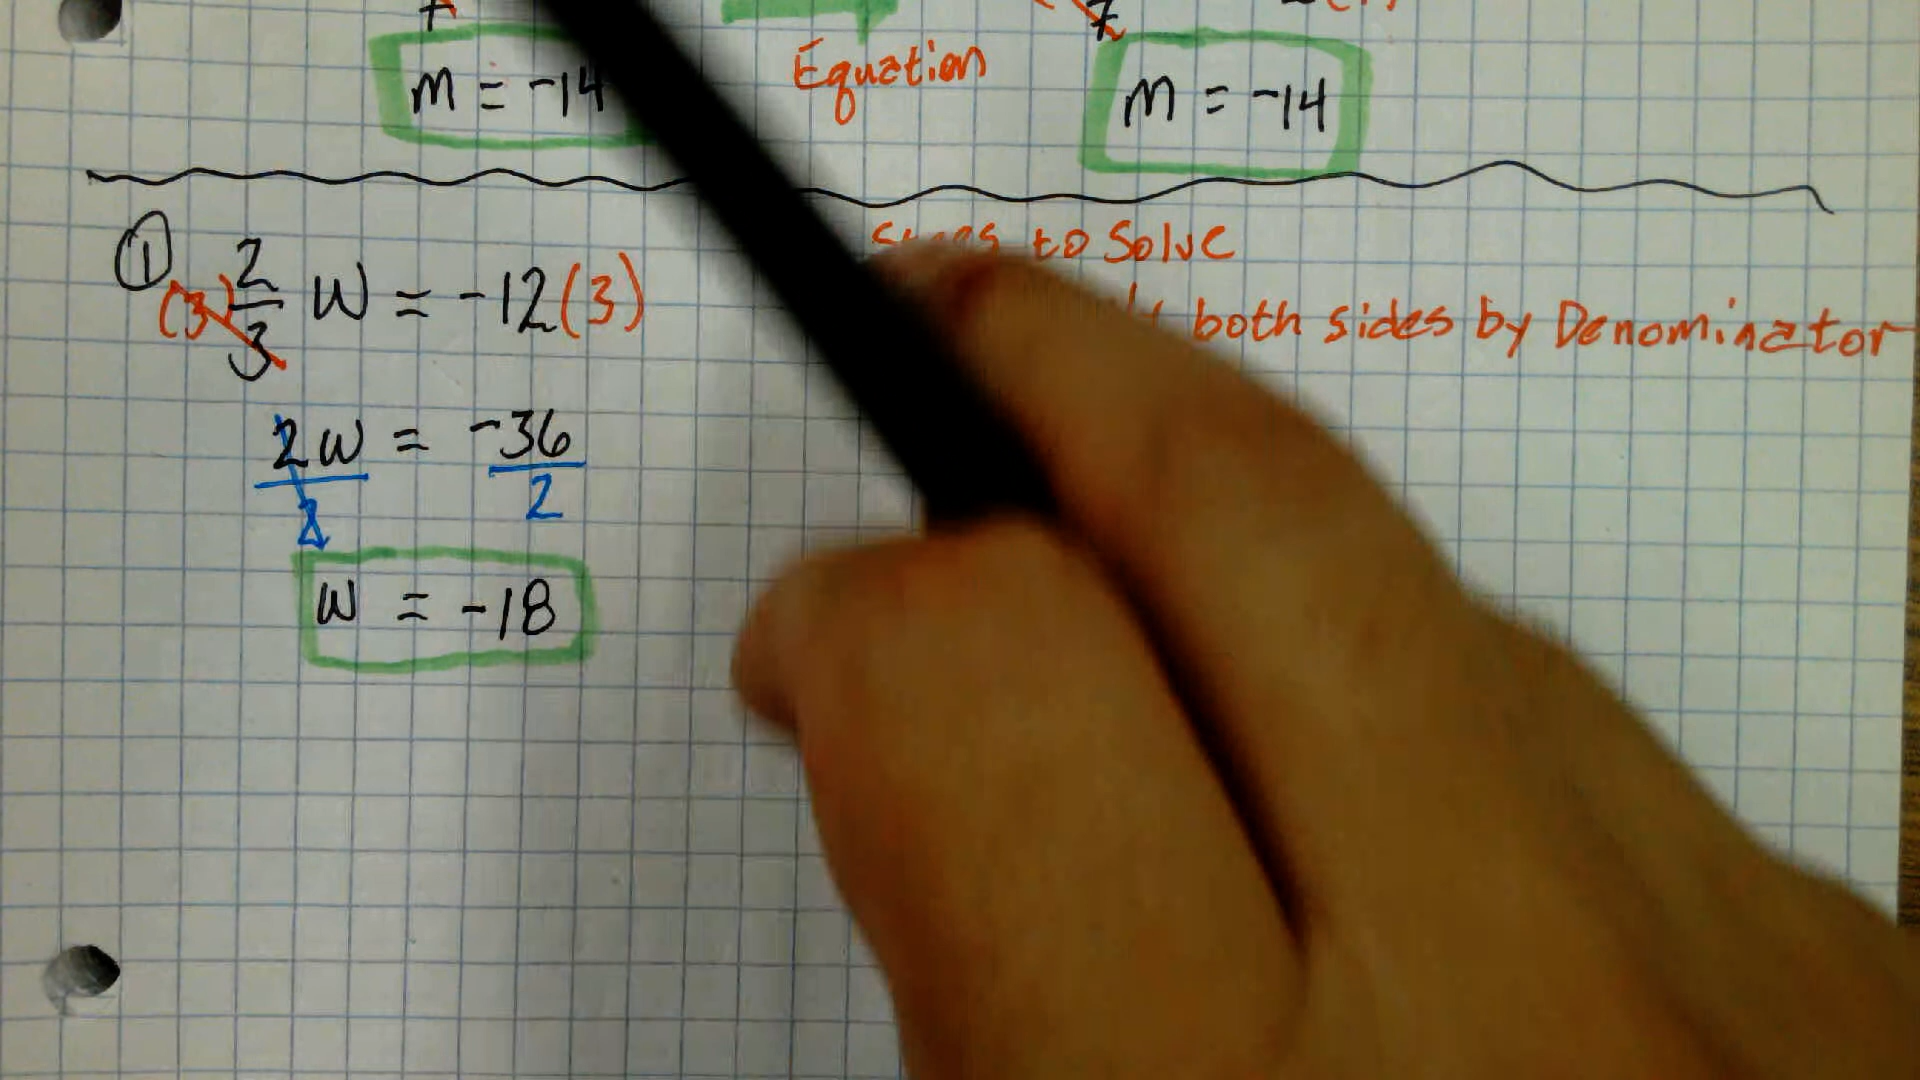 m = -14
Equation
m = -14
①
(3) 2/3 w = -12(3)
2w/2 = -36/2
w = -18
to Solve
both sides by Denominator